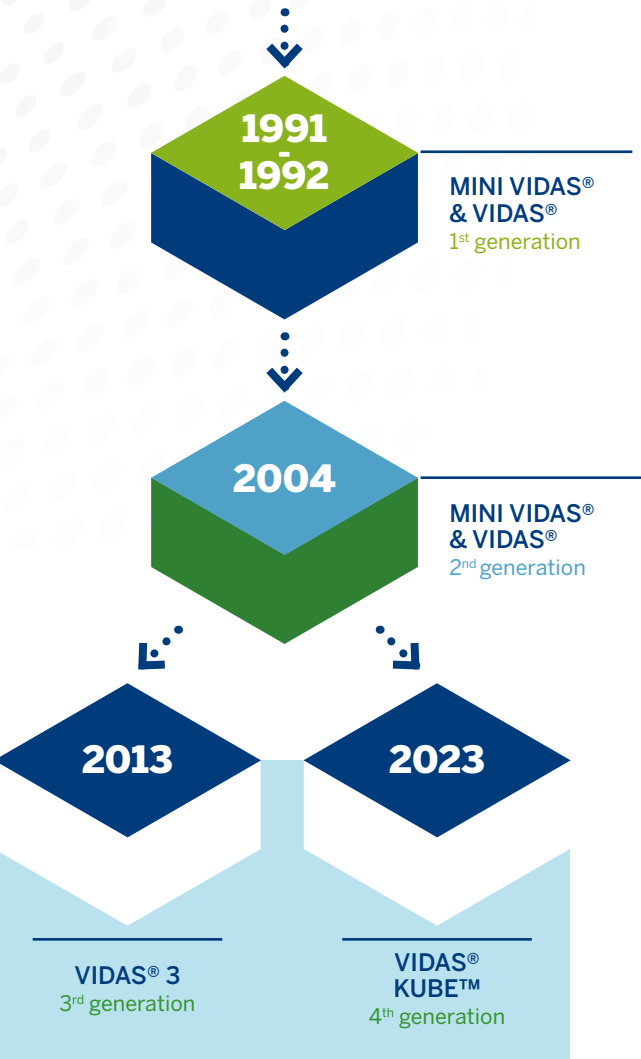 1991
-
1992
MINI VIDAS®
& VIDAS®
1st generation
2004
MINI VIDAS®
& VIDAS®
2nd generation
2013
2023
VIDAS® 3
3rd generation
VIDAS®
KUBE™
4th generation